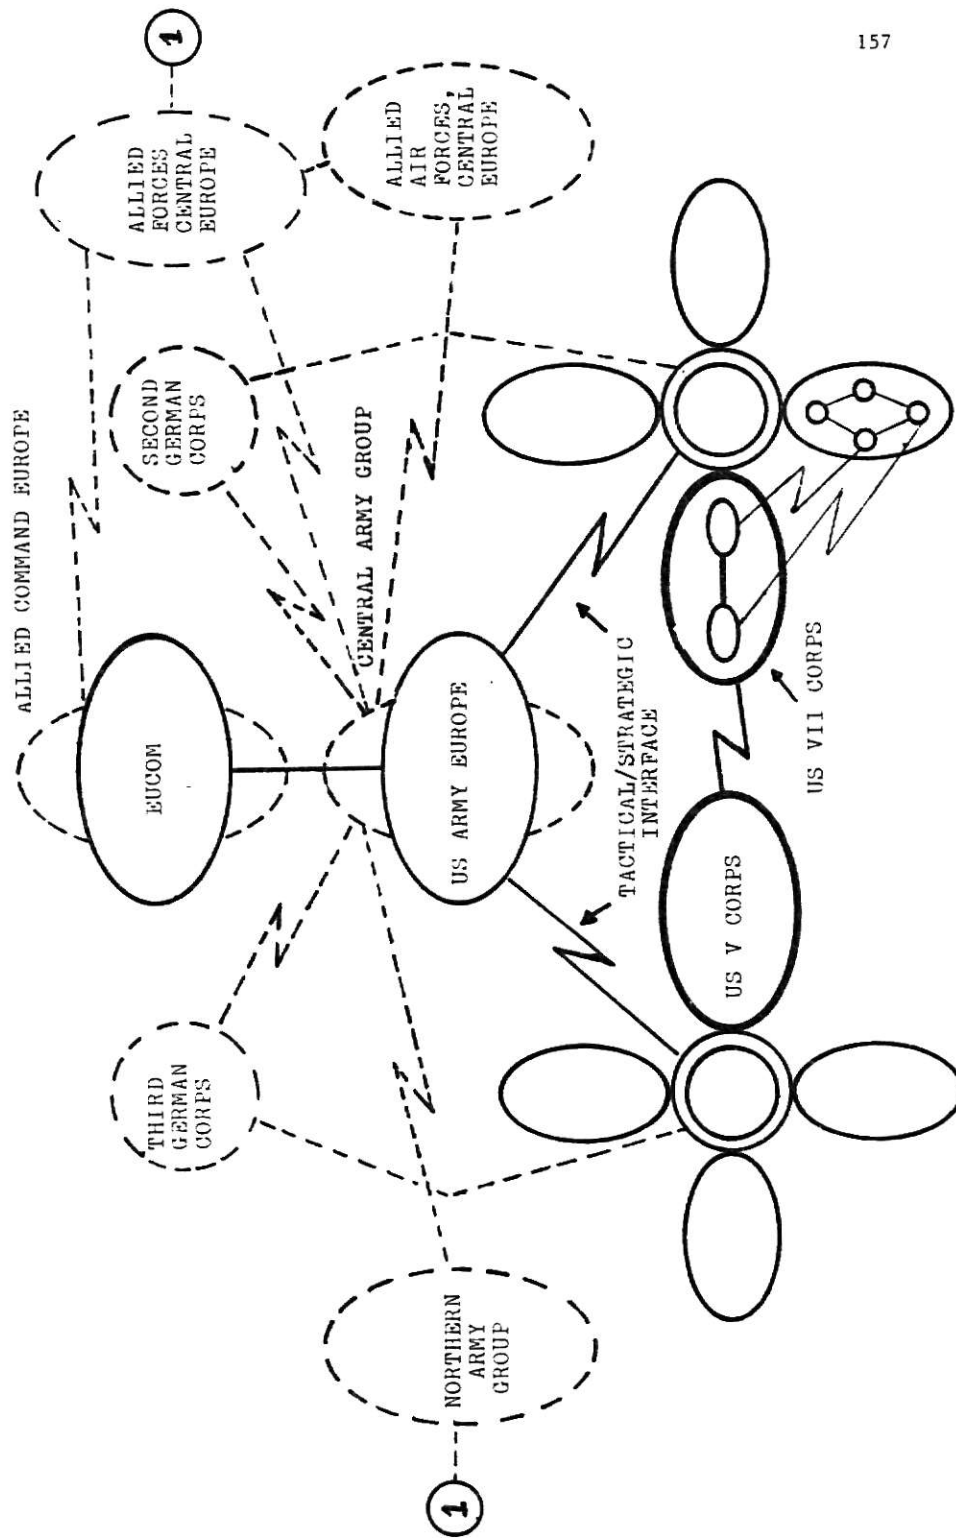 157
ALLIED COMMAND EUROPE
1
ALLIED
FORCES
CENTRAL
EUROPE
EUCOM
THIRD
GERMAN
CORPS
SECOND
GERMAN
CORPS
CENTRAL ARMY GROUP
ALLIED
AIR
FORCES,
CENTRAL
EUROPE
1
NORTHERN
ARMY
GROUP
US ARMY EUROPE
TACTICAL/STRATEGIC
INTERFACE
US V CORPS
US VII CORPS